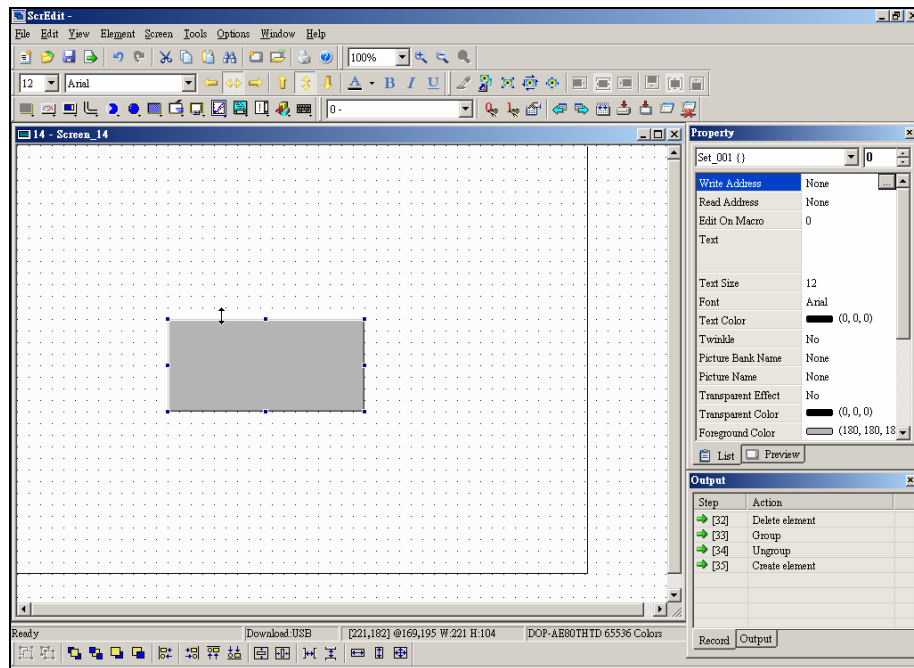 ScrEdit -
File Edit View Element Screen Tools Options Window Help
100%
12 Arial A B I U
0 -
14 - Screen_14
Property
Set_001 {} 0
Write Address None ...
Read Address None
Edit On Macro 0
Text
Text Size 12
Font Arial
Text Color (0, 0, 0)
Twinkle No
Picture Bank Name None
Picture Name None
Transparent Effect No
Transparent Color (0, 0, 0)
Foreground Color (180, 180, 18
List Preview
Output
Step Action
[32] Delete element
[33] Group
[34] Ungroup
[35] Create element
Record Output
Ready Download:USB [221,182] @169,195 W:221 H:104 DOP-AE80THTD 65536 Colors